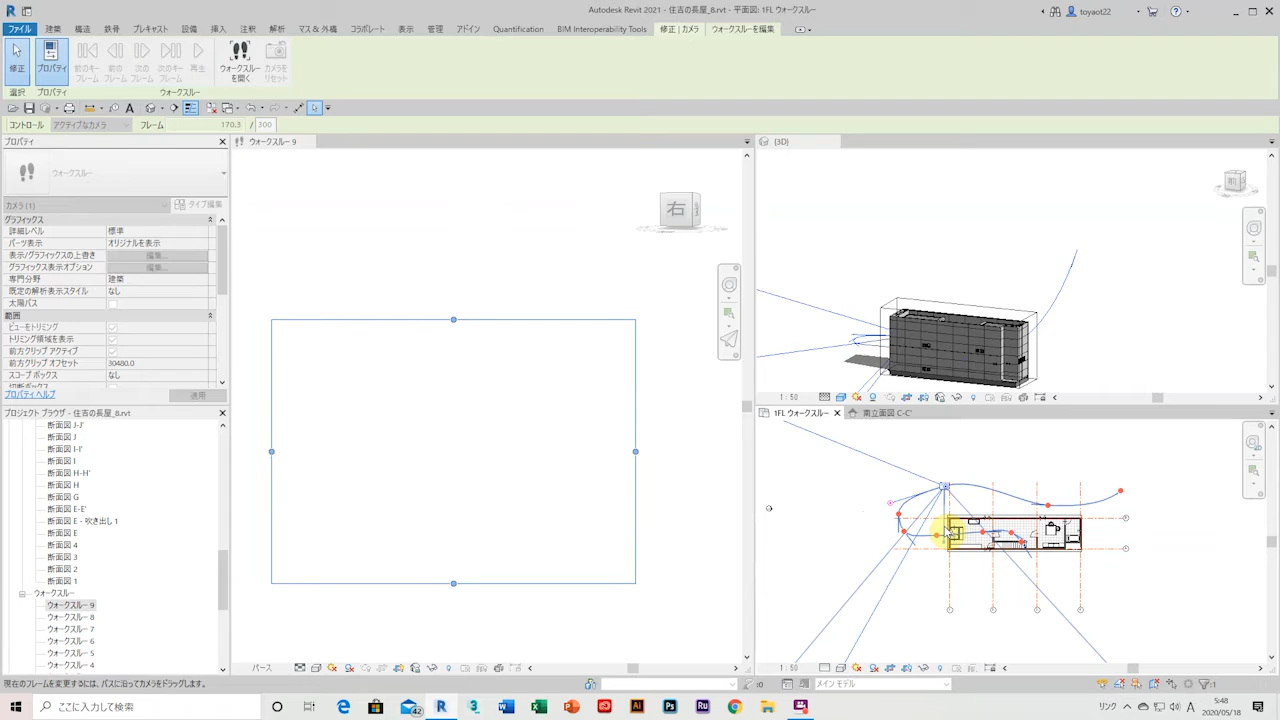 Autodesk Revit 2021 - 住吉の長屋_8.rvt - 平面図: 1FL ウォークスルー
toyaot22
ファイル 建築 構造 鉄骨 プレキャスト 設備 挿入 注釈 解析 マス & 外構 コラボレート 表示 管理 アドイン Quantification BIM Interoperability Tools 修正 | カメラ ウォークスルーを編集
修正 プロパティ 前のキーフレーム 前のフレーム 次のフレーム 次のキーフレーム 再生 ウォークスルーを開く カメラをリセット
選択 プロパティ ウォークスルー
コントロール アクティブなカメラ フレーム 170.3 / 300
プロパティ
ウォークスルー
カメラ (1) タイプ編集
グラフィックス
詳細レベル 標準
パーツ表示 オリジナルを表示
表示/グラフィックスの上書き 編集...
グラフィックス表示オプション 編集...
専門分野 建築
既定の解析表示スタイル なし
太陽パス
範囲
ビューをトリミング
トリミング領域を表示
前方クリップ アクティブ
前方クリップ オフセット 30480.0
スコープ ボックス なし
切断ボックス
プロパティ ヘルプ 適用
プロジェクト ブラウザ - 住吉の長屋_8.rvt
断面図 J-J'
断面図 J
断面図 I-I'
断面図 I
断面図 H-H'
断面図 H
断面図 G
断面図 E-E'
断面図 E - 吹き出し 1
断面図 E
断面図 4
断面図 3
断面図 2
断面図 1
ウォークスルー
ウォークスルー 9
ウォークスルー 8
ウォークスルー 7
ウォークスルー 6
ウォークスルー 5
ウォークスルー 4
ウォークスルー 9
右
パース
{3D}
1 : 50
1FL ウォークスルー 南立面図 C-C'
1 : 50
現在のフレームを変更するには、パスに沿ってカメラをドラッグします。
:0 メイン モデル :1
ここに入力して検索
42
リンク A 5:48
2020/05/18